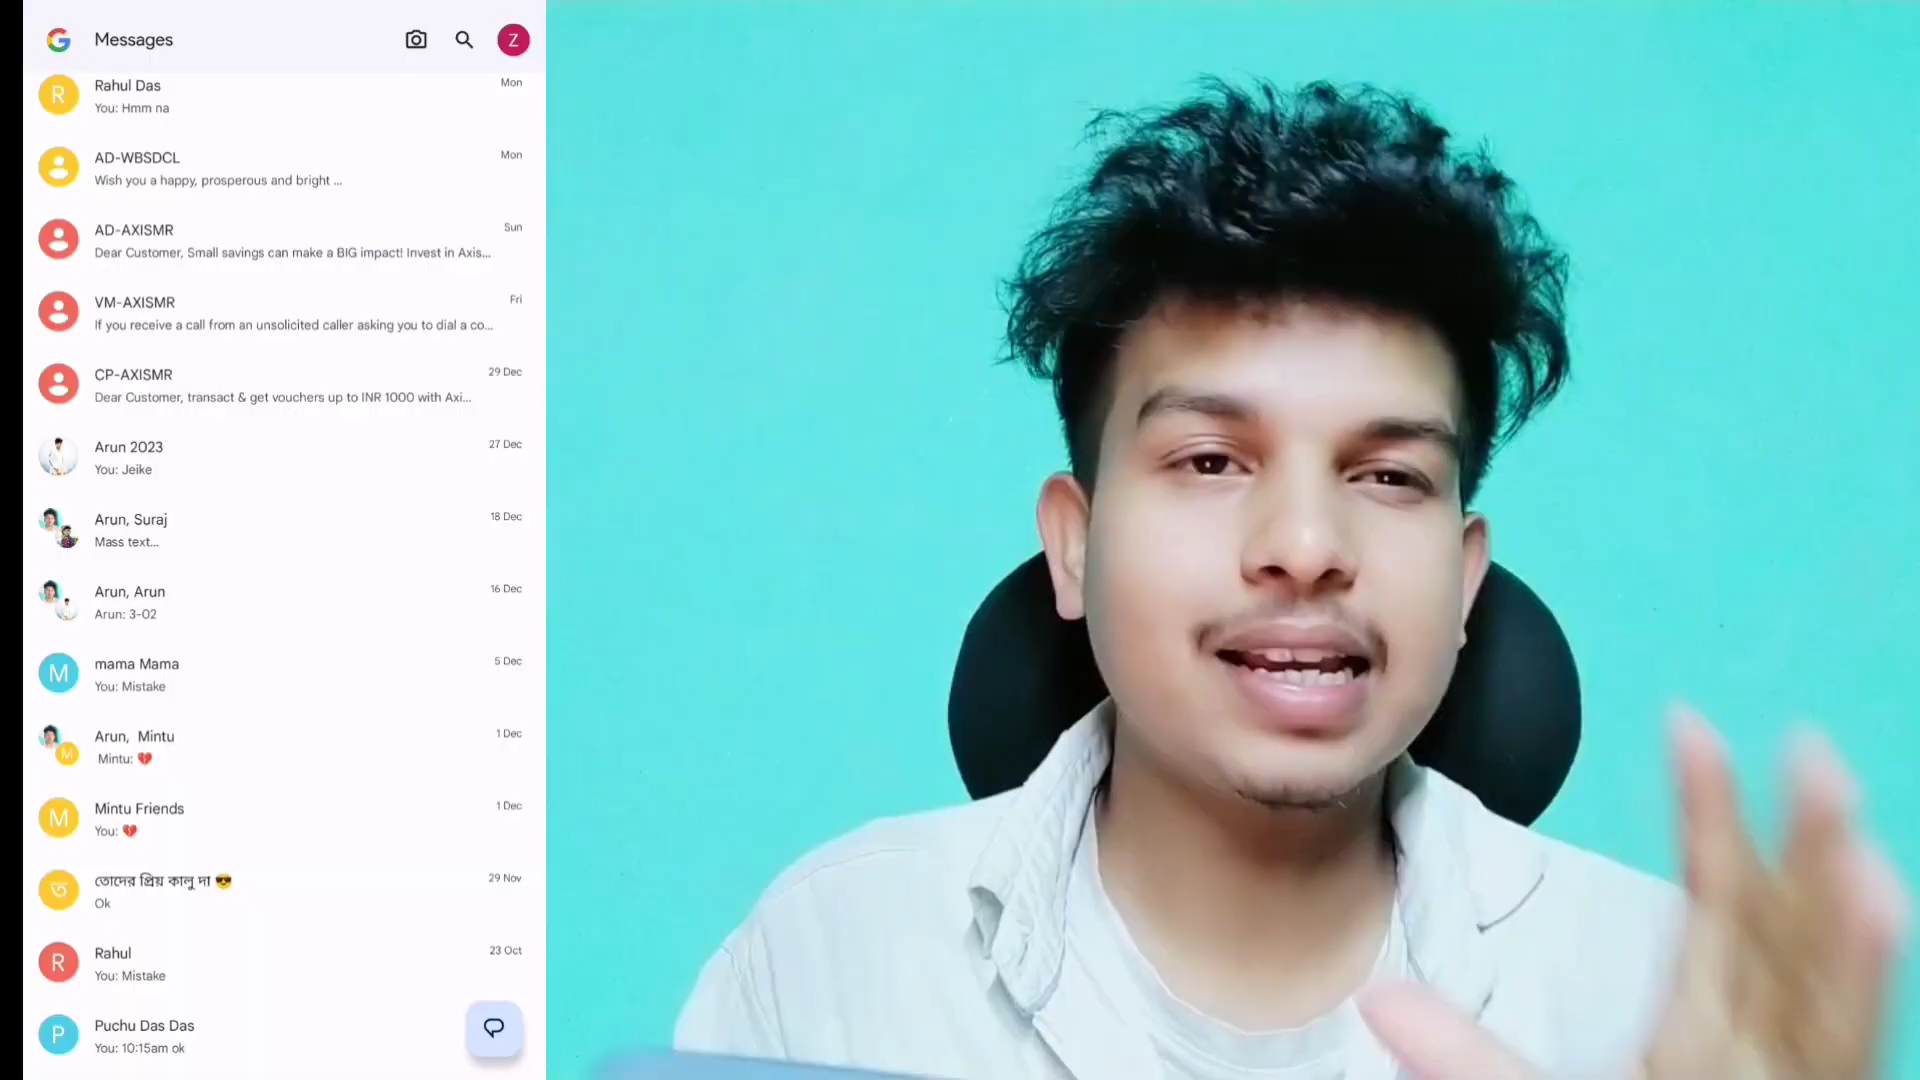 Messages
Z
R
Rahul Das
Mon
You: Hmm na
AD-WBSDCL
Mon
Wish you a happy, prosperous and bright ...
AD-AXISMR
Sun
Dear Customer, Small savings can make a BIG impact! Invest in Axis...
VM-AXISMR
Fri
If you receive a call from an unsolicited caller asking you to dial a co...
CP-AXISMR
29 Dec
Dear Customer, transact & get vouchers up to INR 1000 with Axi...
Arun 2023
27 Dec
You: Jeike
Arun, Suraj
18 Dec
Mass text...
Arun, Arun
16 Dec
Arun: 3-02
M
mama Mama
5 Dec
You: Mistake
M
Arun, Mintu
1 Dec
Mintu: 💔
M
Mintu Friends
1 Dec
You: 💔
ত
তোদের প্রিয় কালু দা 😎
29 Nov
Ok
R
Rahul
23 Oct
You: Mistake
P
Puchu Das Das
You: 10:15am ok